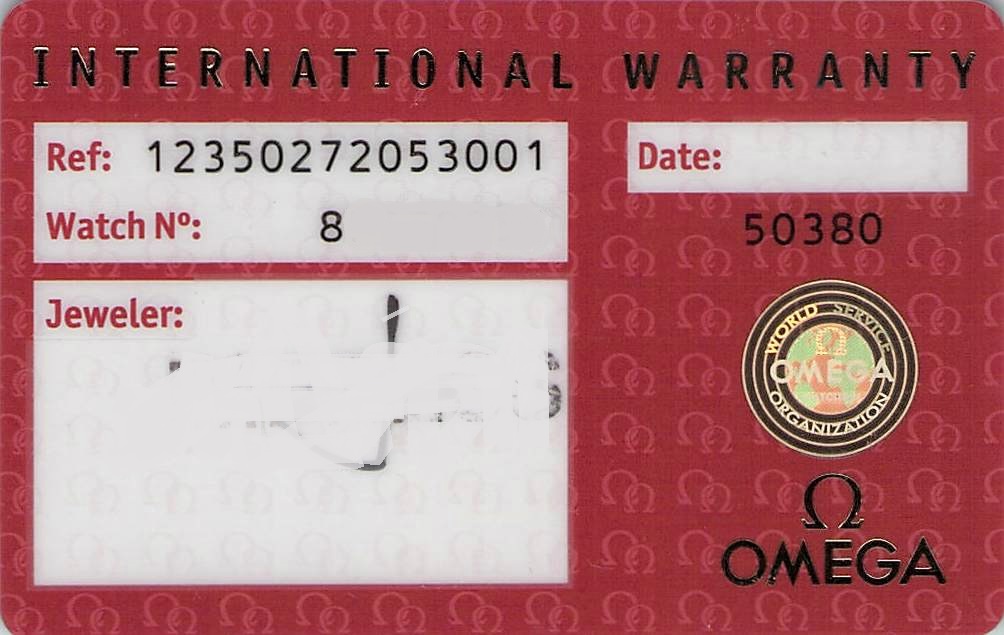 INTERNATIONAL WARRANTY
Ref: 12350272053001
Date:
Watch Nº: 8
50380
Jeweler:
WORLD SERVICE
OMEGA
ORGANIZATION
Ω
OMEGA